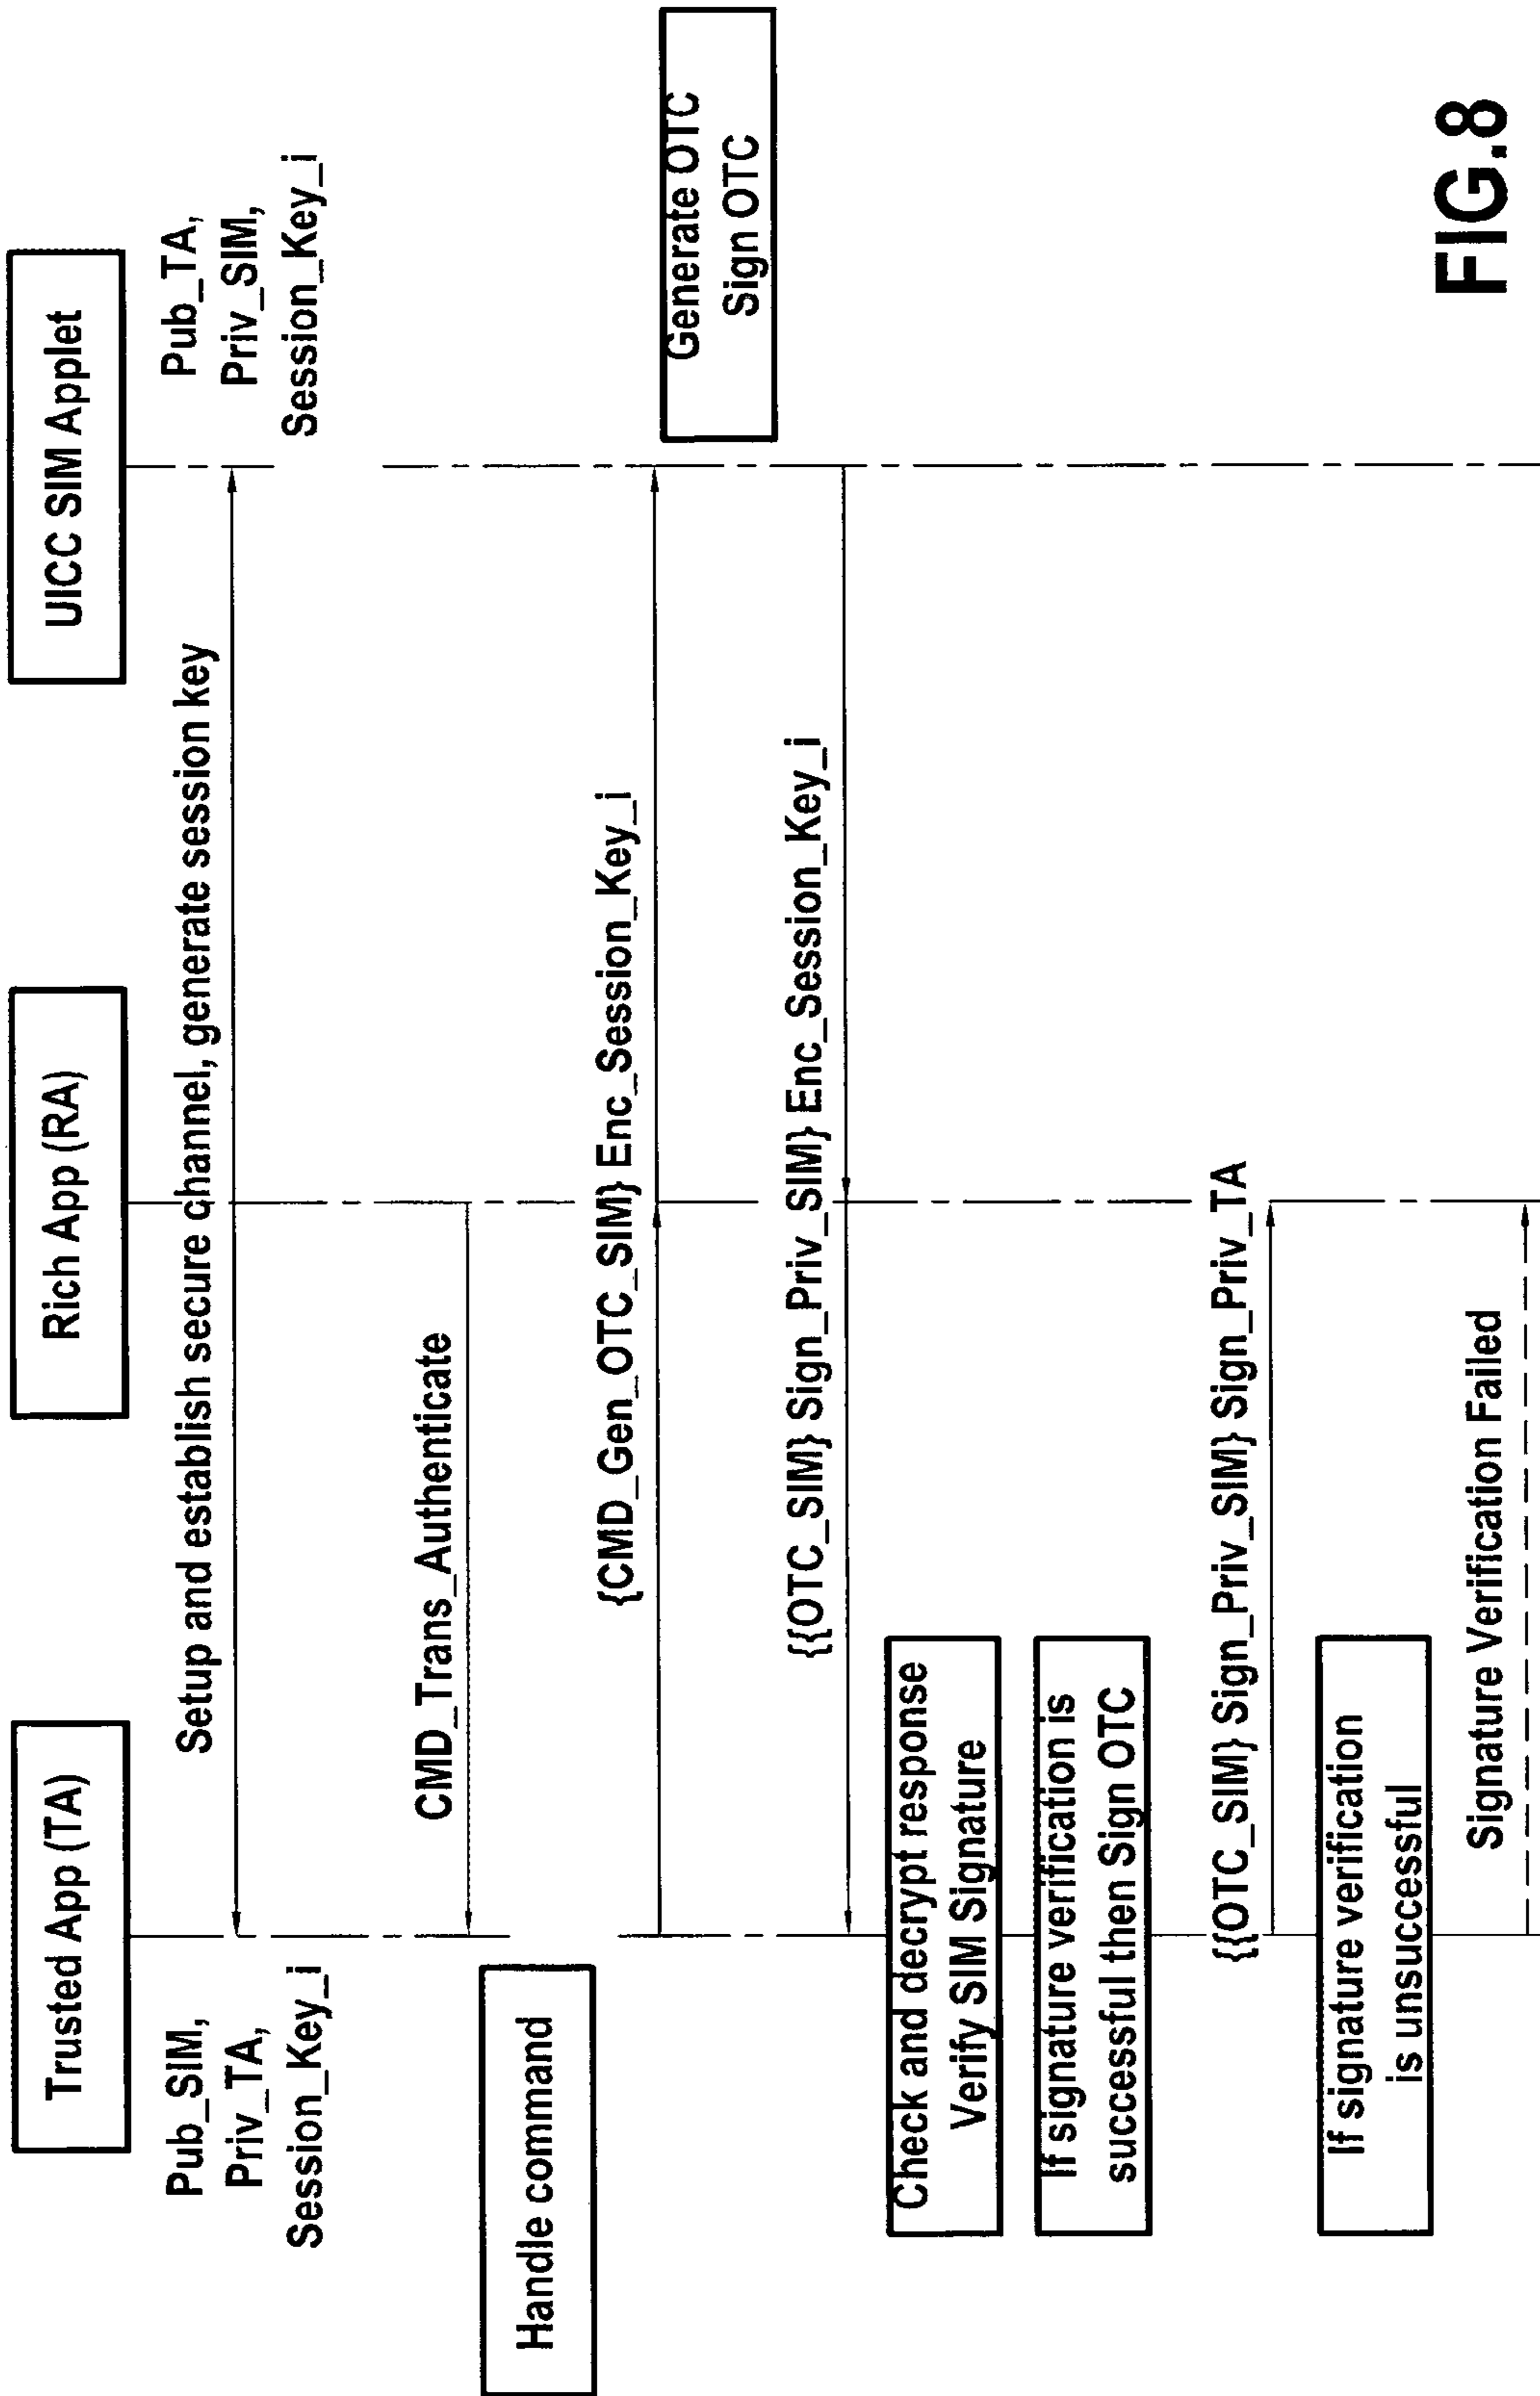 Trusted App (TA)
Rich App (RA)
UICC SIM Applet
Pub_SIM,
Priv_TA,
Session_Key_i
Setup and establish secure channel, generate session key
Pub_TA,
Priv_SIM,
Session_Key_i
CMD_Trans_Authenticate
Handle command
{CMD_Gen_OTC_SIM} Enc_Session_Key_i
Generate OTC
Sign OTC
{{OTC_SIM} Sign_Priv_SIM} Enc_Session_Key_i
Check and decrypt response
Verify SIM Signature
If signature verification is
successful then Sign OTC
{{OTC_SIM} Sign_Priv_SIM} Sign_Priv_TA
If signature verification
is unsuccessful
Signature Verification Failed
FIG.8